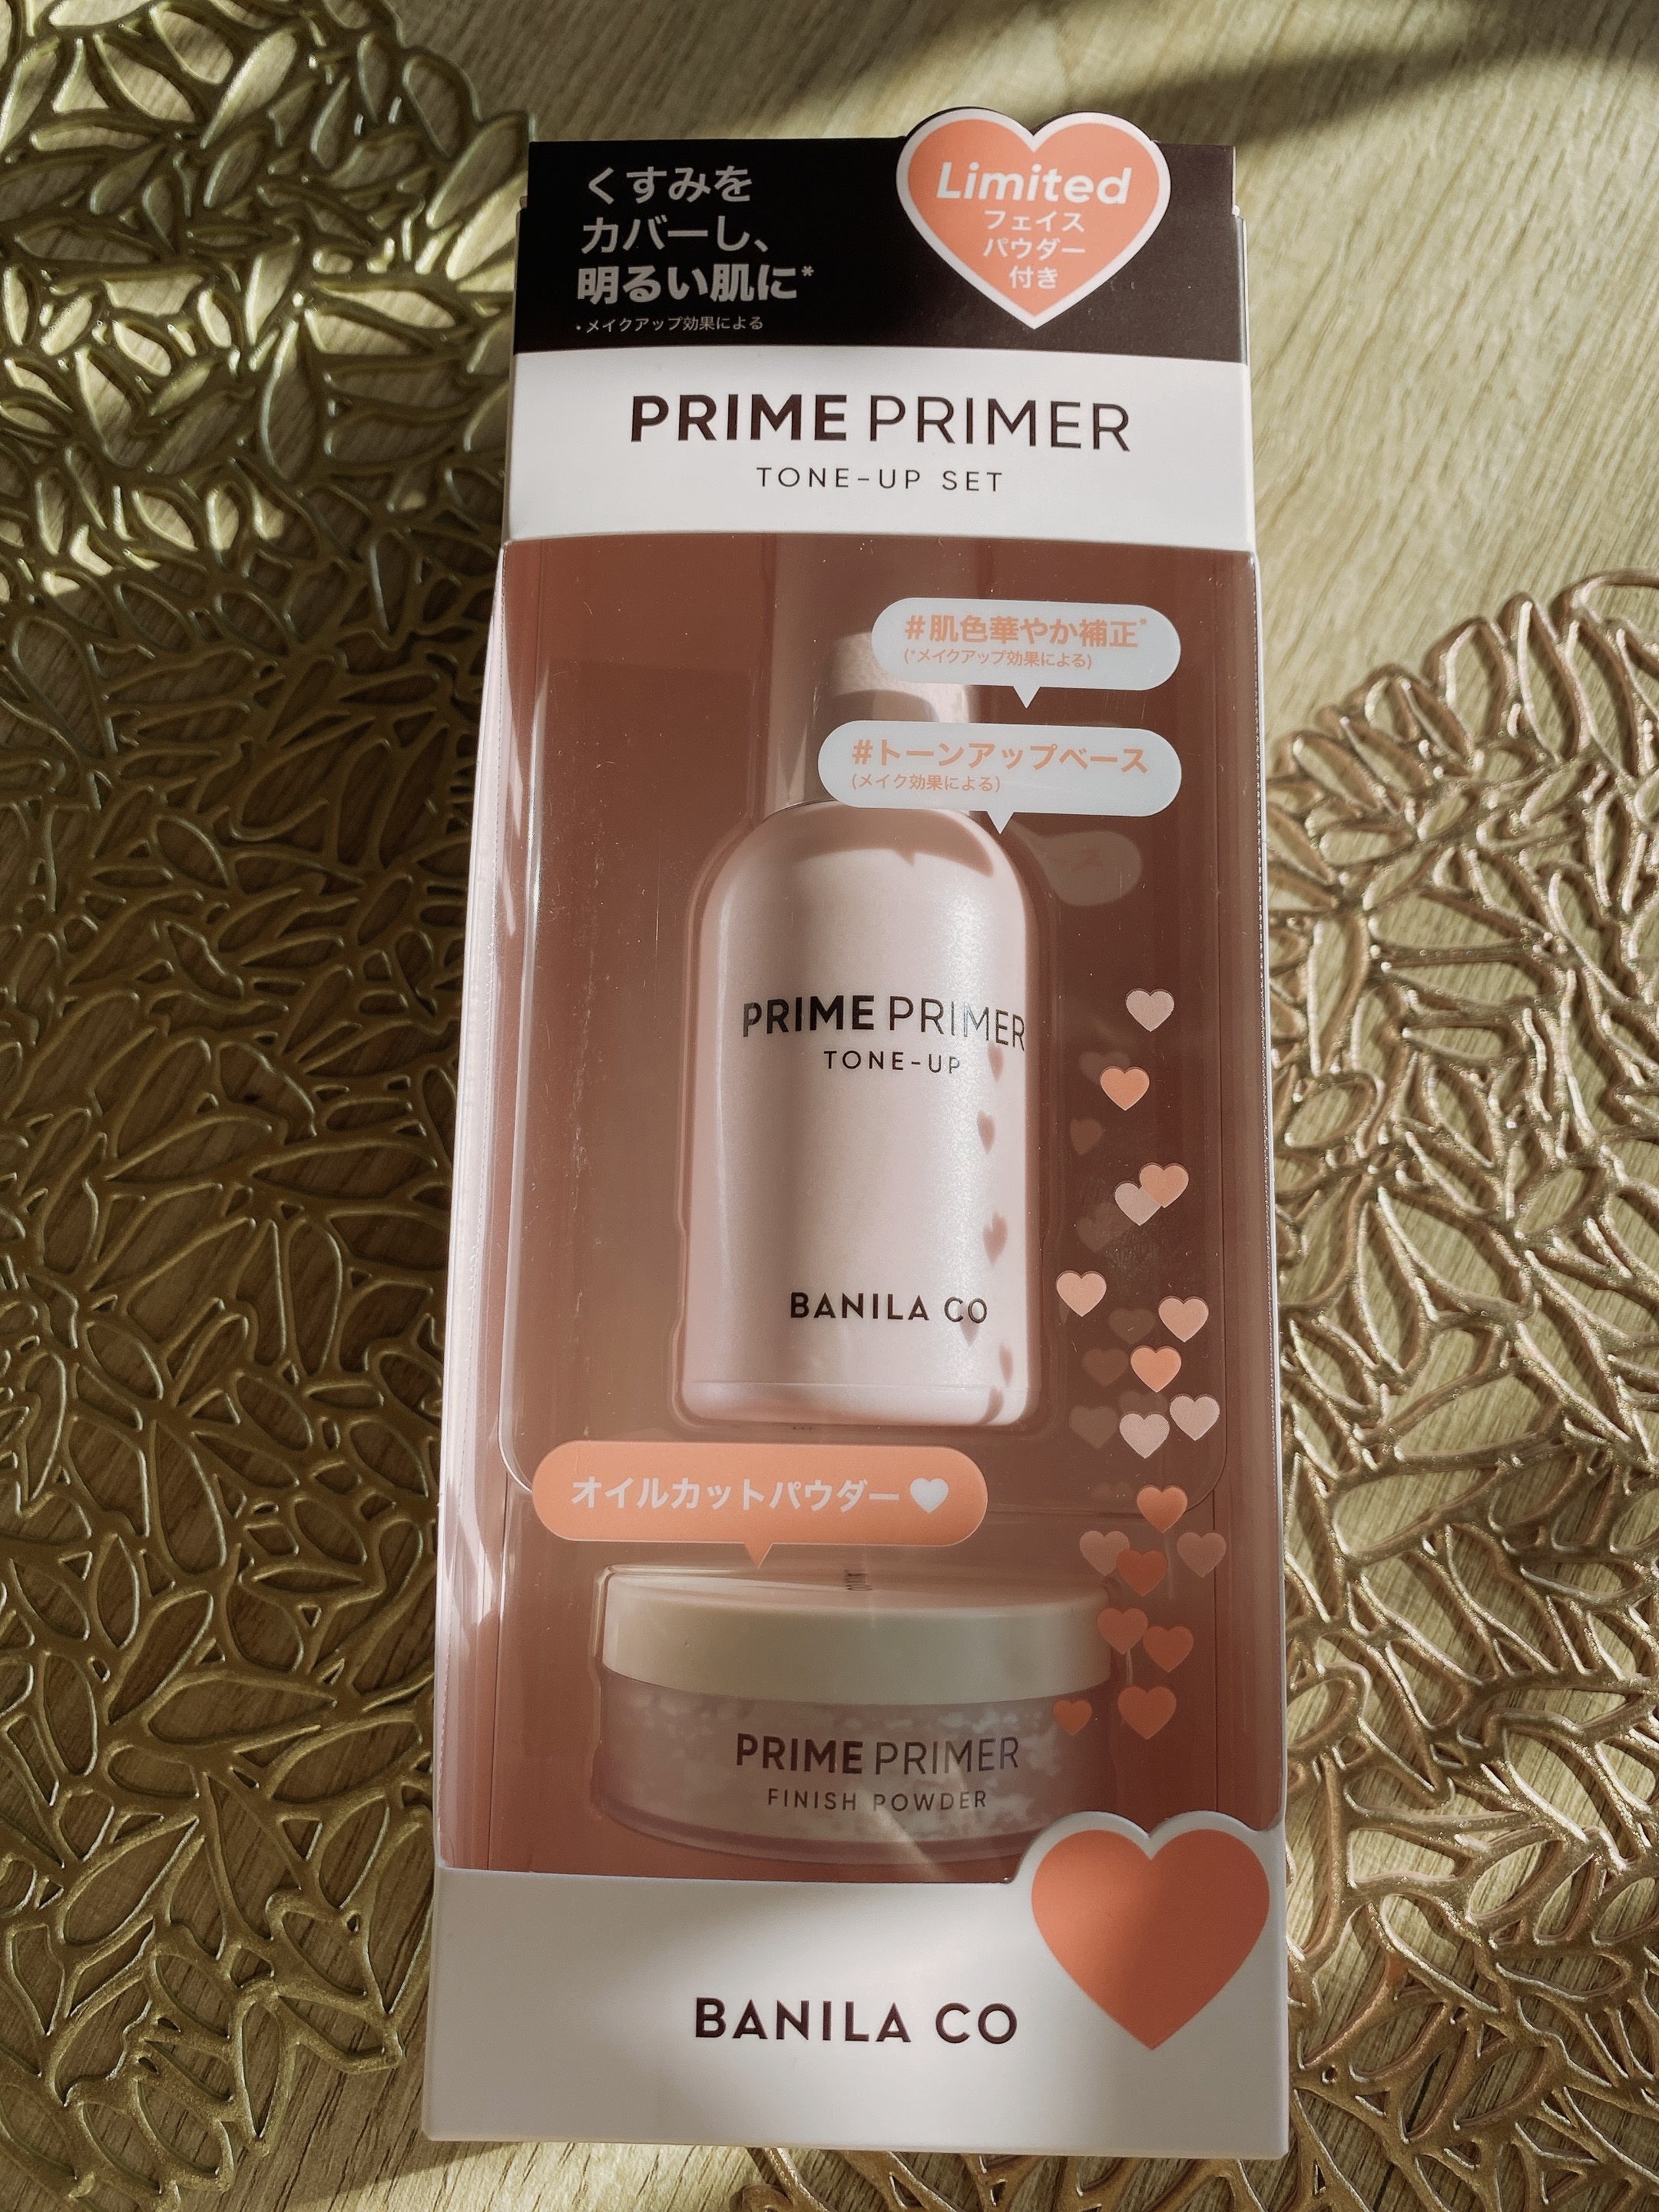 くすみを
カバーし、
明るい肌に*
・メイクアップ効果による
Limited
フェイス
パウダー
付き
PRIME PRIMER
TONE-UP SET
#肌色華やか補正*
(*メイクアップ効果による)
#トーンアップベース
(メイク効果による)
PRIME PRIMER
TONE-UP
BANILA CO
オイルカットパウダー
PRIME PRIMER
FINISH POWDER
BANILA CO